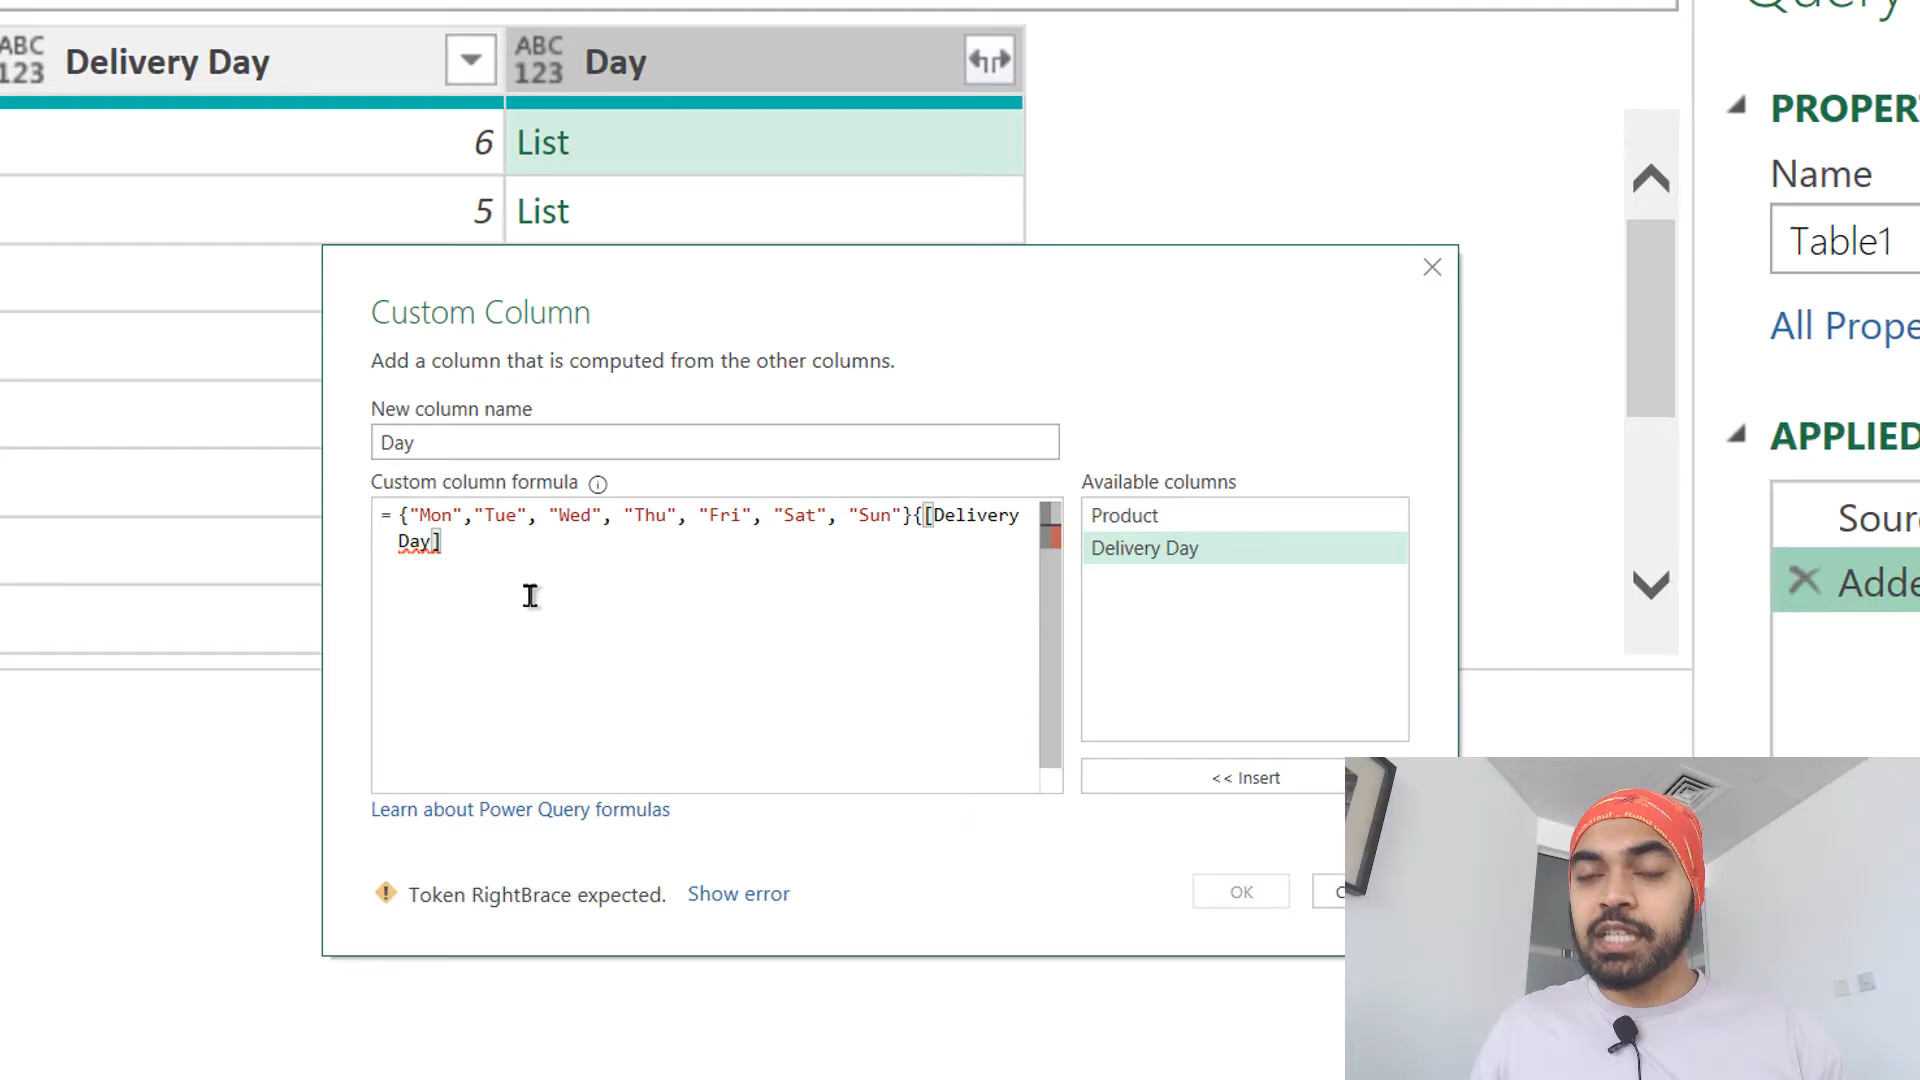 Query
ABC
123
Delivery Day
ABC
123
Day
6
List
5
List
PROPER
Name
Table1
All Prope
APPLIED
Sour
Adde
Custom Column
Add a column that is computed from the other columns.
New column name
Day
Custom column formula
= {"Mon","Tue", "Wed", "Thu", "Fri", "Sat", "Sun"}{[Delivery
Day]
Available columns
Product
Delivery Day
<< Insert
Learn about Power Query formulas
Token RightBrace expected. Show error
OK
C